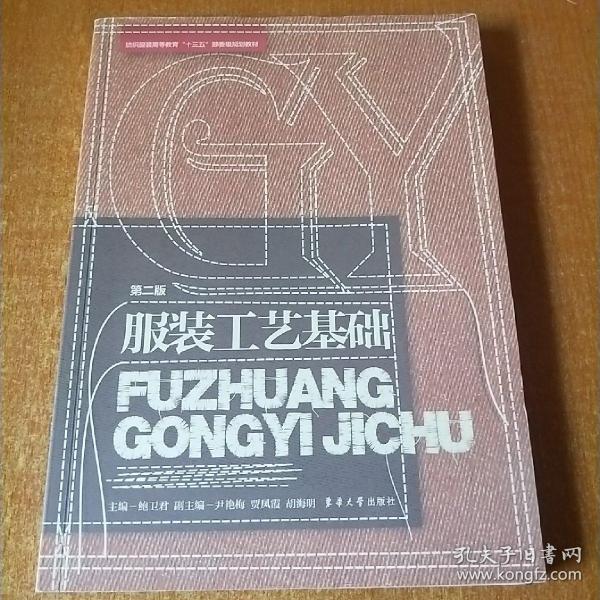 纺织服装高等教育“十三五”部委级规划教材
GY
第二版
服装工艺基础
FUZHUANG
GONGYI JICHU
主编－鲍卫君 副主编－尹艳梅 贾凤霞 胡海明 东华大学出版社
孔夫子旧书网
www.kongfz.com